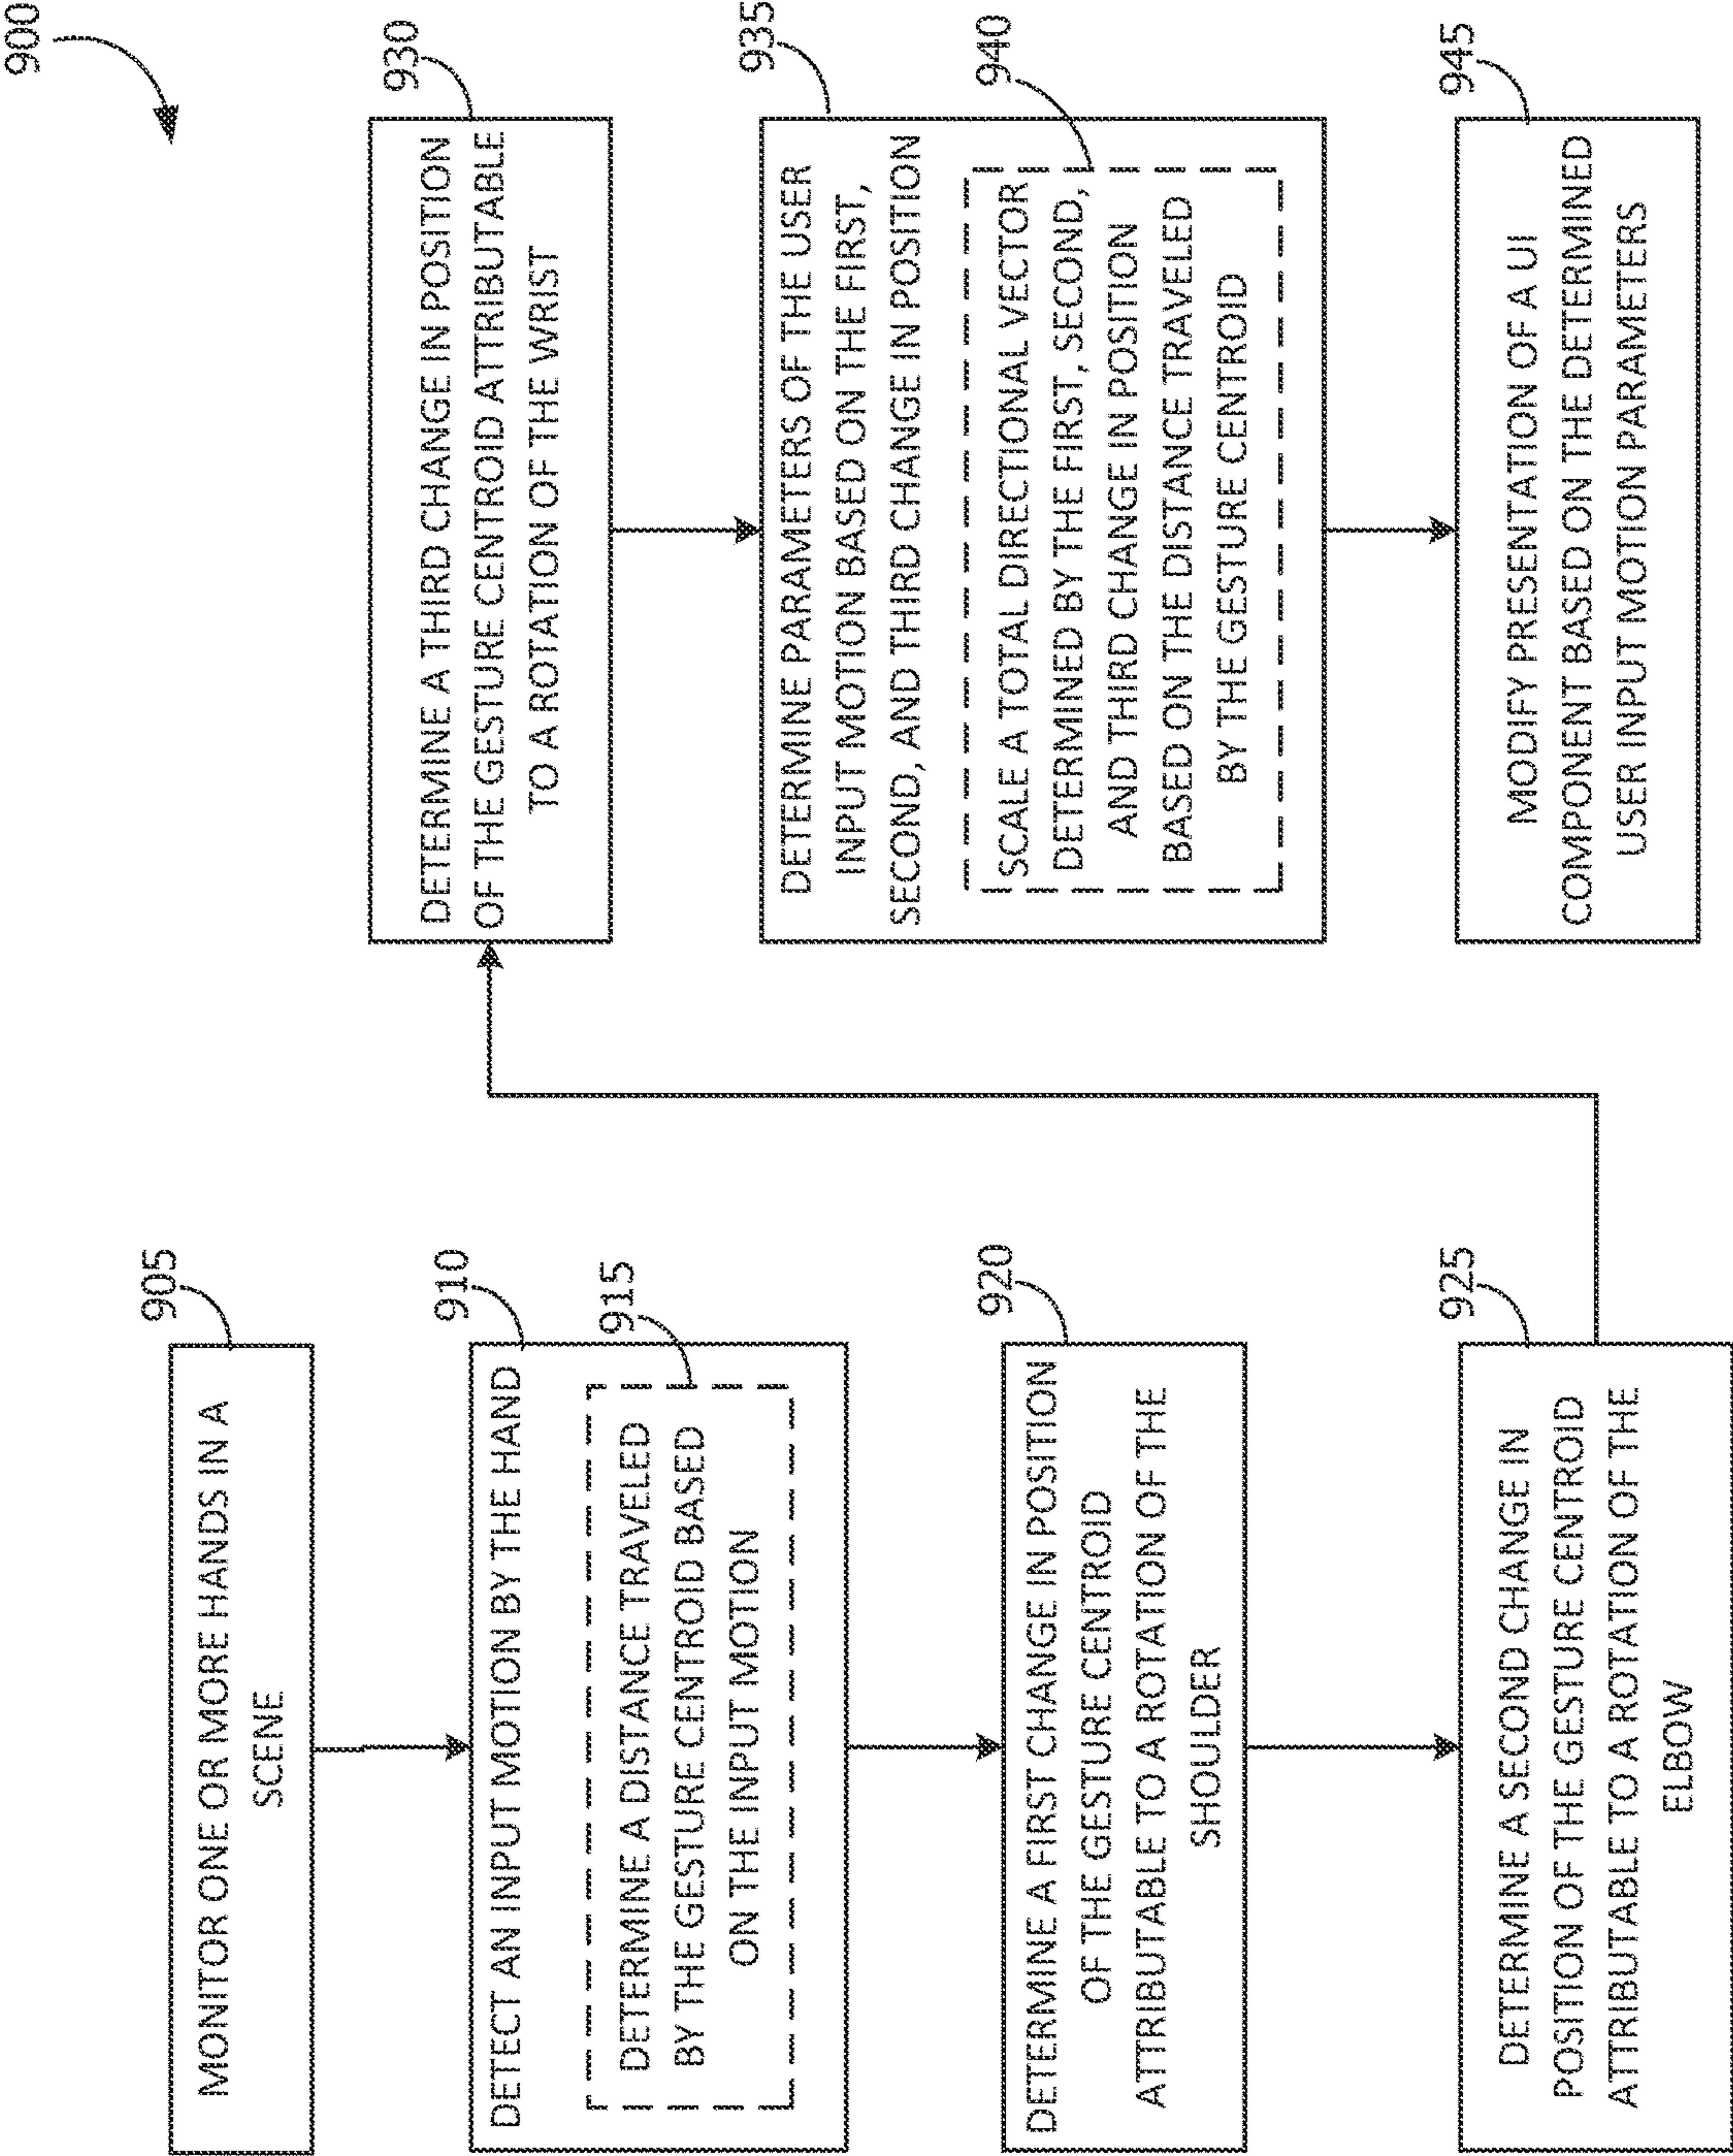 900
905
MONITOR ONE OR MORE HANDS IN A
SCENE
910
DETECT AN INPUT MOTION BY THE HAND
915
DETERMINE A DISTANCE TRAVELED
BY THE GESTURE CENTROID BASED
ON THE INPUT MOTION
920
DETERMINE A FIRST CHANGE IN POSITION
OF THE GESTURE CENTROID
ATTRIBUTABLE TO A ROTATION OF THE
SHOULDER
925
DETERMINE A SECOND CHANGE IN
POSITION OF THE GESTURE CENTROID
ATTRIBUTABLE TO A ROTATION OF THE
ELBOW
930
DETERMINE A THIRD CHANGE IN POSITION
OF THE GESTURE CENTROID ATTRIBUTABLE
TO A ROTATION OF THE WRIST
935
DETERMINE PARAMETERS OF THE USER
INPUT MOTION BASED ON THE FIRST,
SECOND, AND THIRD CHANGE IN POSITION
940
SCALE A TOTAL DIRECTIONAL VECTOR
DETERMINED BY THE FIRST, SECOND,
AND THIRD CHANGE IN POSITION
BASED ON THE DISTANCE TRAVELED
BY THE GESTURE CENTROID
945
MODIFY PRESENTATION OF A UI
COMPONENT BASED ON THE DETERMINED
USER INPUT MOTION PARAMETERS